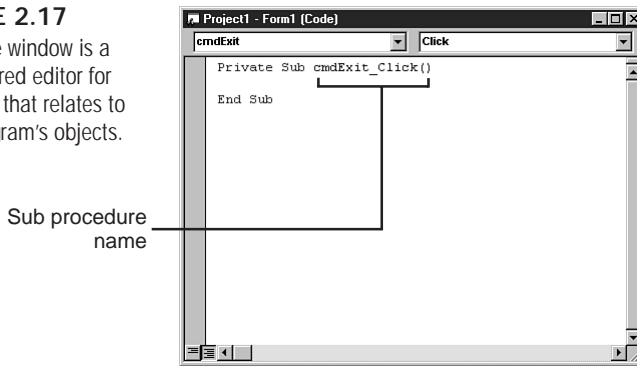 E 2.17
e window is a
red editor for
that relates to
gram's objects.
Project1 - Form1 (Code)
cmdExit Click
Private Sub cmdExit_Click()
End Sub
Sub procedure
name